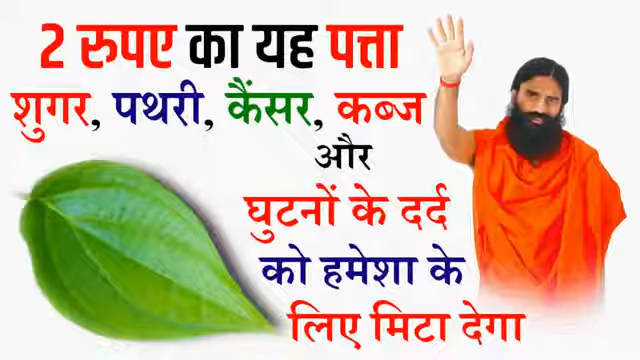 2 रुपए का यह पत्ता
शुगर, पथरी, कैंसर, कब्ज
और
घुटनों के दर्द
को हमेशा के
लिए मिटा देगा